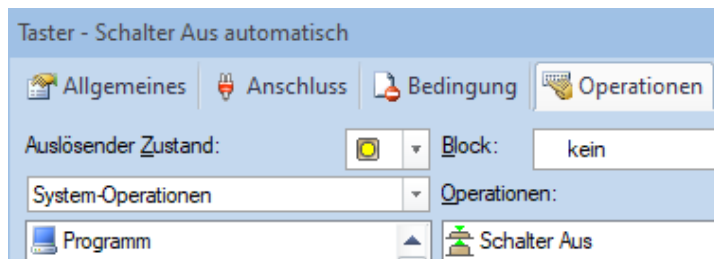 Taster - Schalter Aus automatisch
Allgemeines Anschluss Bedingung Operationen
Auslösender Zustand: Block: kein
System-Operationen Operationen:
Programm Schalter Aus